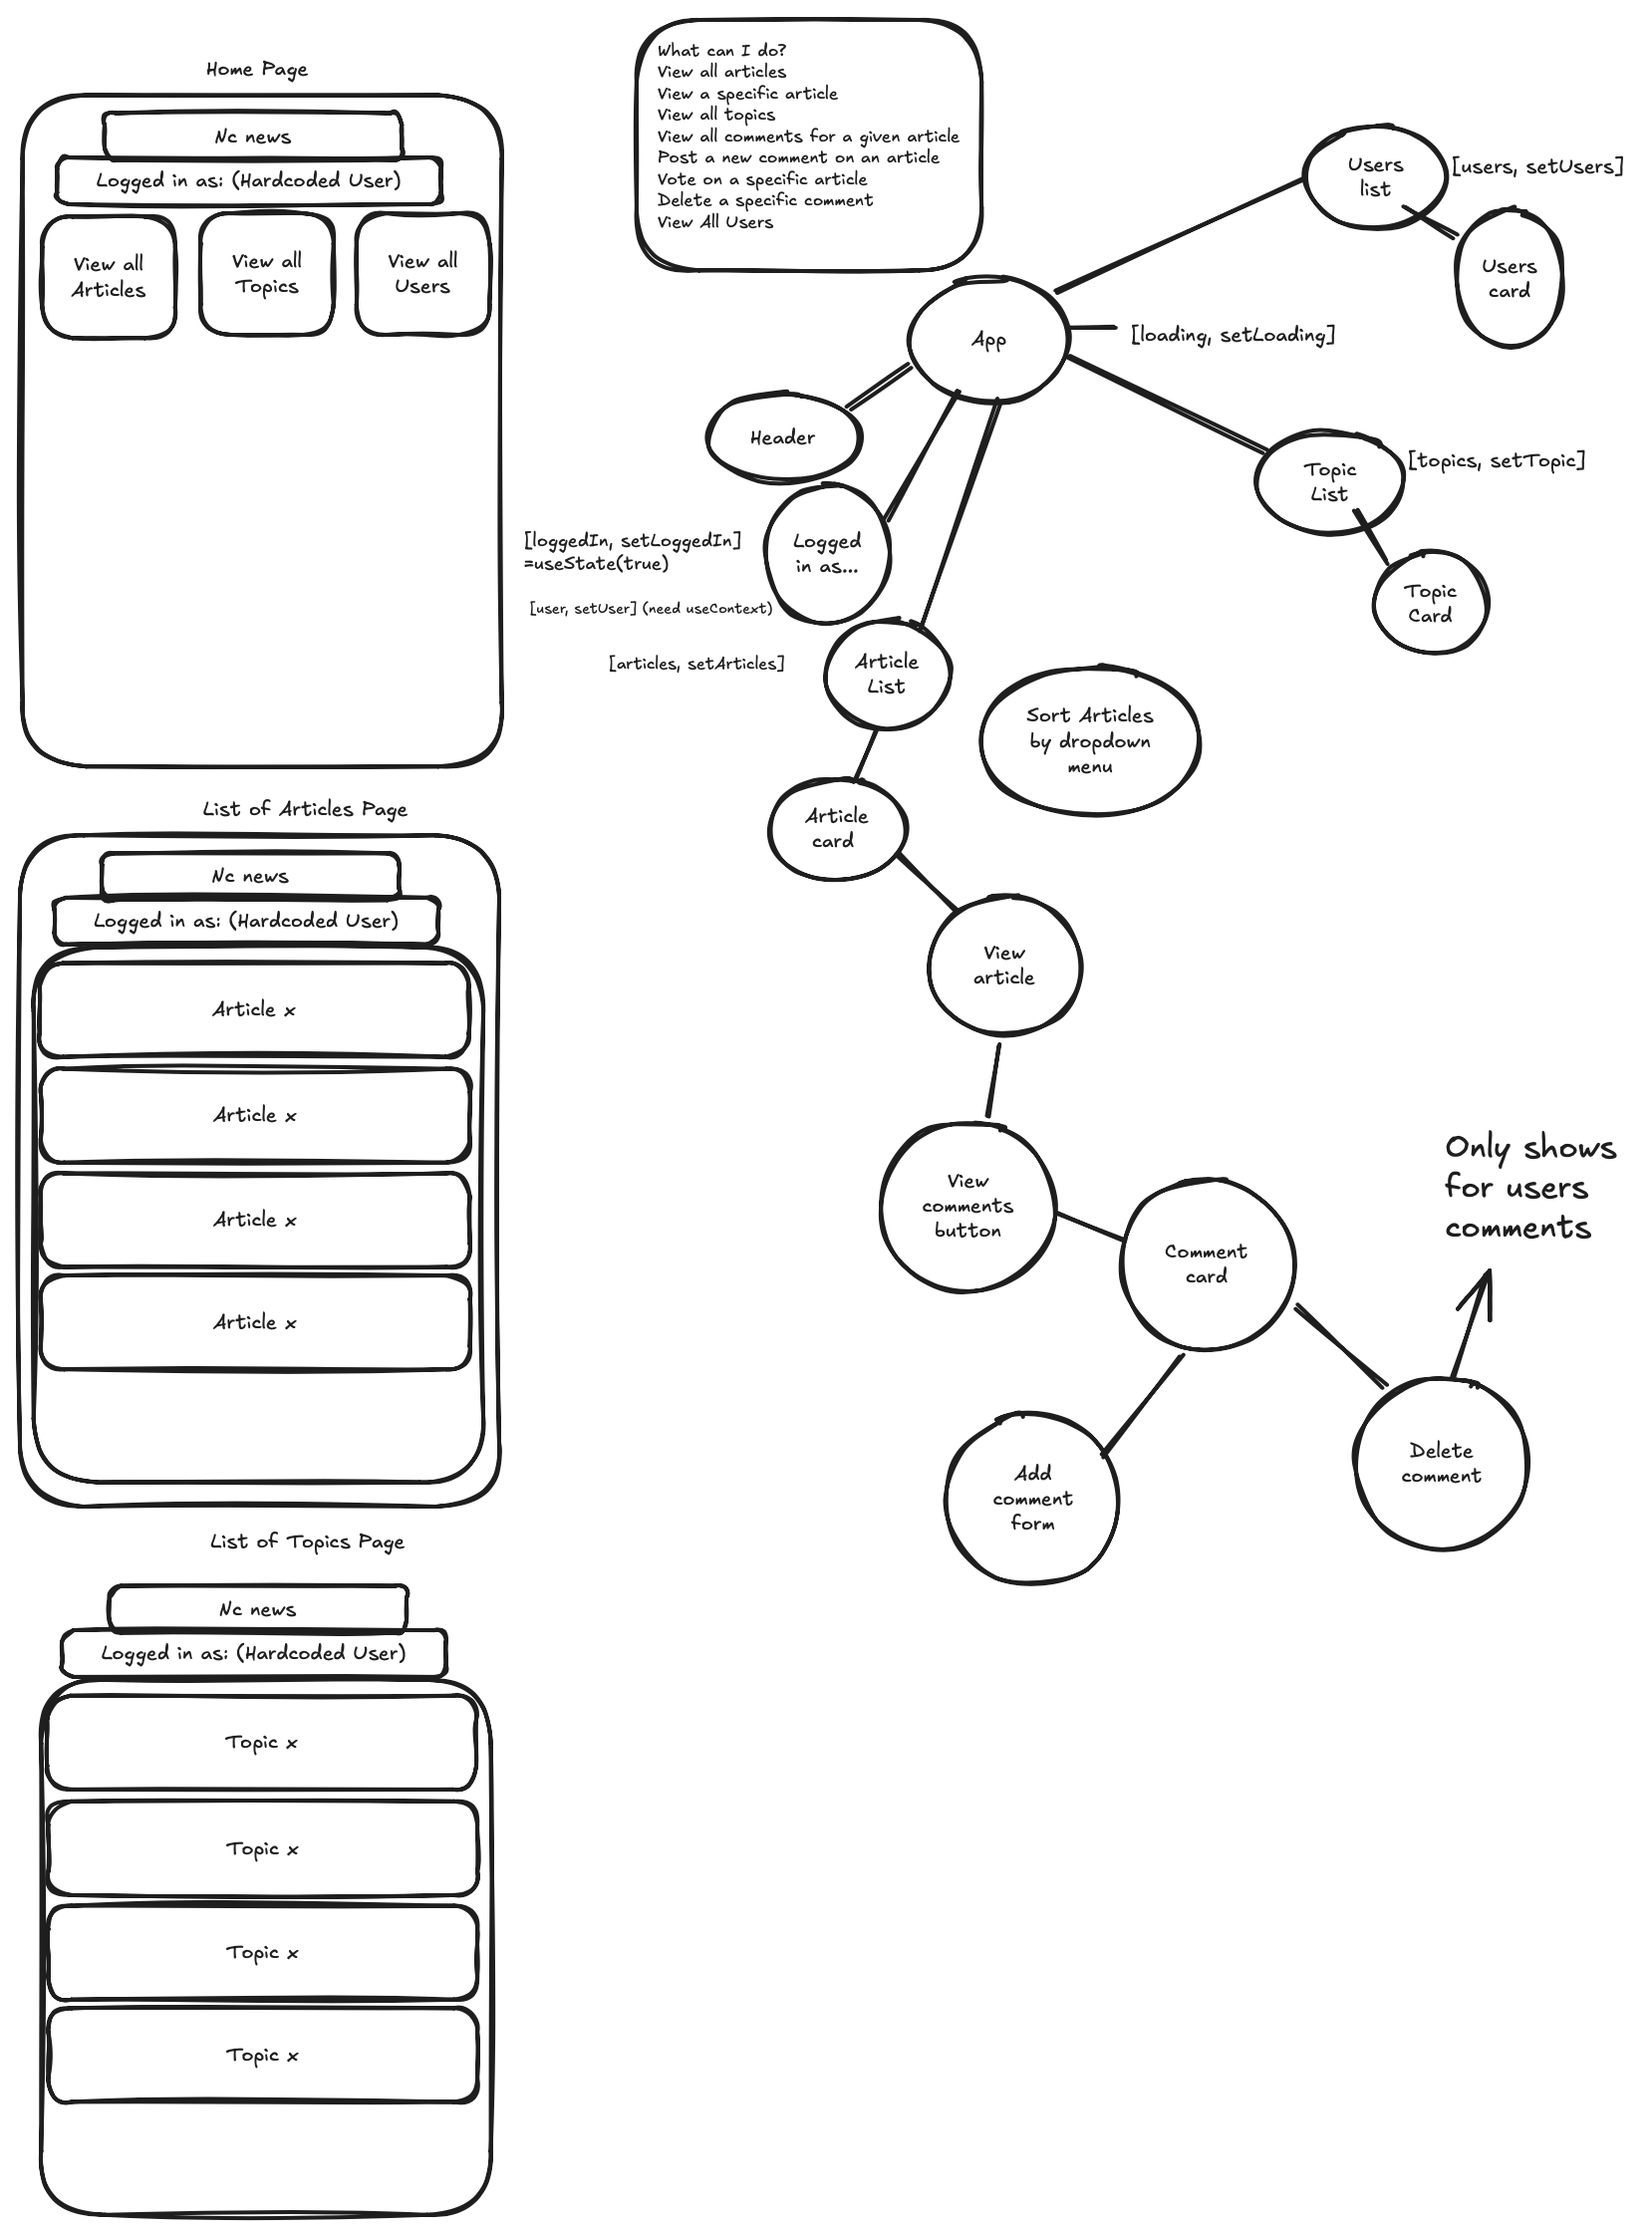 Home Page
Nc news
Logged in as: (Hardcoded User)
View all
Articles
View all
Topics
View all
Users
What can I do?
View all articles
View a specific article
View all topics
View all comments for a given article
Post a new comment on an article
Vote on a specific article
Delete a specific comment
View All Users
Users
list
[users, setUsers]
Users
card
App
[loading, setLoading]
Header
Topic
List
[topics, setTopic]
Topic
Card
Logged
in as...
[loggedIn, setLoggedIn]
=useState(true)
[user, setUser] (need useContext)
[articles, setArticles]
Article
List
Sort Articles
by dropdown
menu
Article
card
View
article
View
comments
button
Comment
card
Only shows
for users
comments
Add
comment
form
Delete
comment
List of Articles Page
Nc news
Logged in as: (Hardcoded User)
Article x
Article x
Article x
Article x
List of Topics Page
Nc news
Logged in as: (Hardcoded User)
Topic x
Topic x
Topic x
Topic x